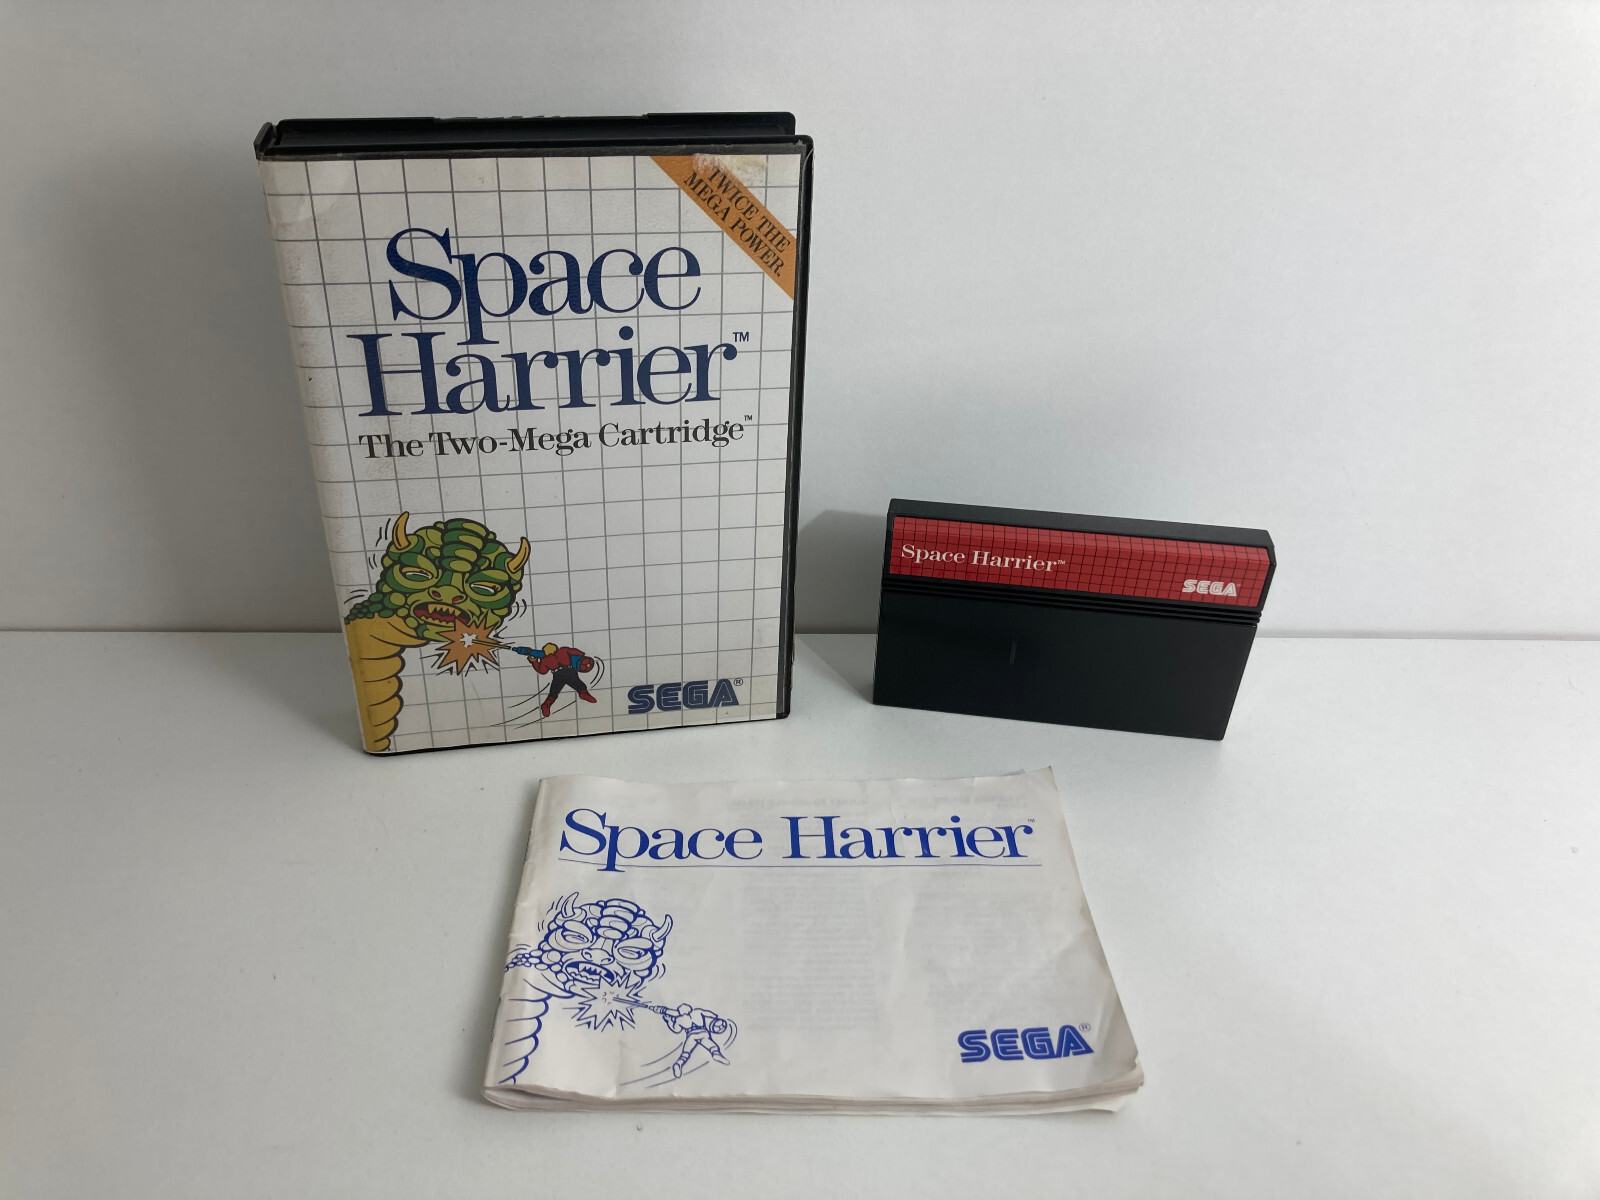 TWICE THE
MEGA POWER.
Space
Harrier™
The Two-Mega Cartridge™
SEGA®
Space Harrier™
SEGA
Space Harrier™
SEGA®